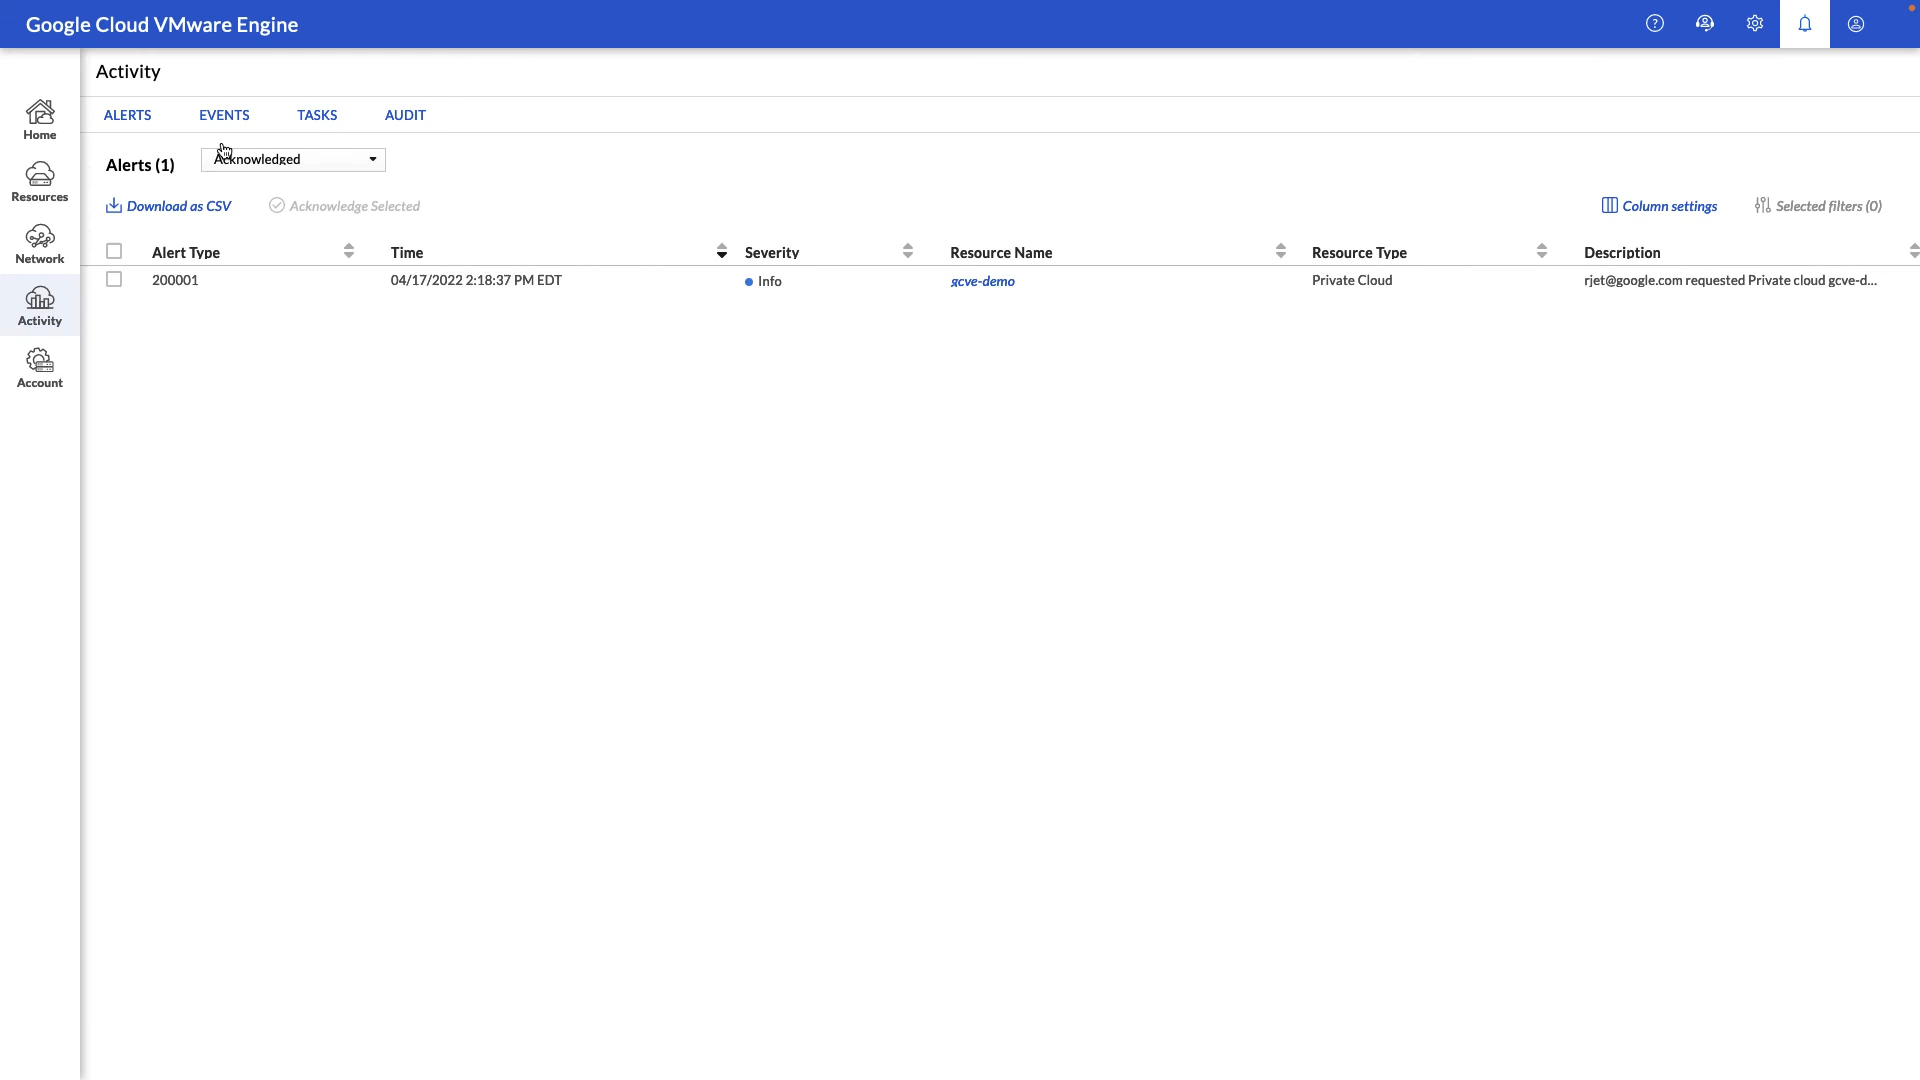 Google Cloud VMware Engine
Activity
ALERTS EVENTS TASKS AUDIT
Alerts (1) Acknowledged
Download as CSV Acknowledge Selected Column settings Selected filters (0)
Alert Type Time Severity Resource Name Resource Type Description
200001 04/17/2022 2:18:37 PM EDT Info gcve-demo Private Cloud rjet@google.com requested Private cloud gcve-d...
Home
Resources
Network
Activity
Account